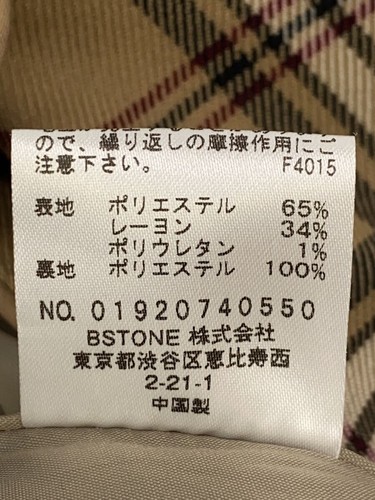 ので、繰り返しの摩擦作用にご
注意下さい。 F4015
表地 ポリエステル 65%
レーヨン 34%
ポリウレタン 1%
裏地 ポリエステル 100%
NO. 01920740550
BSTONE 株式会社
東京都渋谷区恵比寿西
2-21-1
中国製